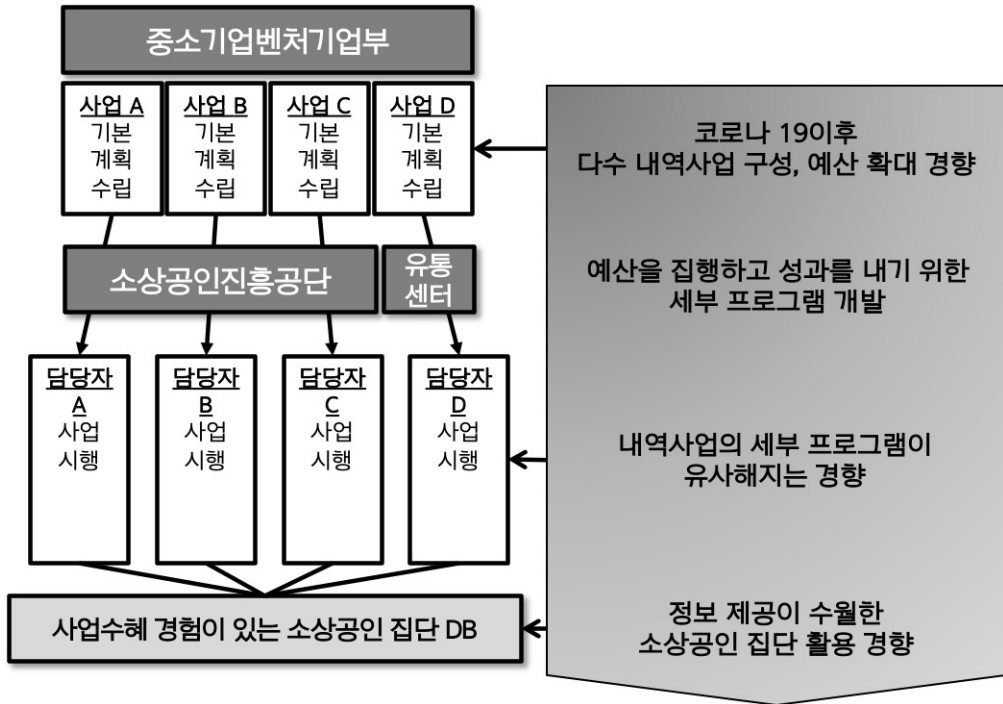 중소기업벤처기업부
사업 A
기본
계획
수립
사업 B
기본
계획
수립
사업 C
기본
계획
수립
사업 D
기본
계획
수립
코로나 19이후
다수 내역사업 구성, 예산 확대 경향
소상공인진흥공단
유통
센터
예산을 집행하고 성과를 내기 위한
세부 프로그램 개발
담당자
A
사업
시행
담당자
B
사업
시행
담당자
C
사업
시행
담당자
D
사업
시행
내역사업의 세부 프로그램이
유사해지는 경향
사업수혜 경험이 있는 소상공인 집단 DB
정보 제공이 수월한
소상공인 집단 활용 경향